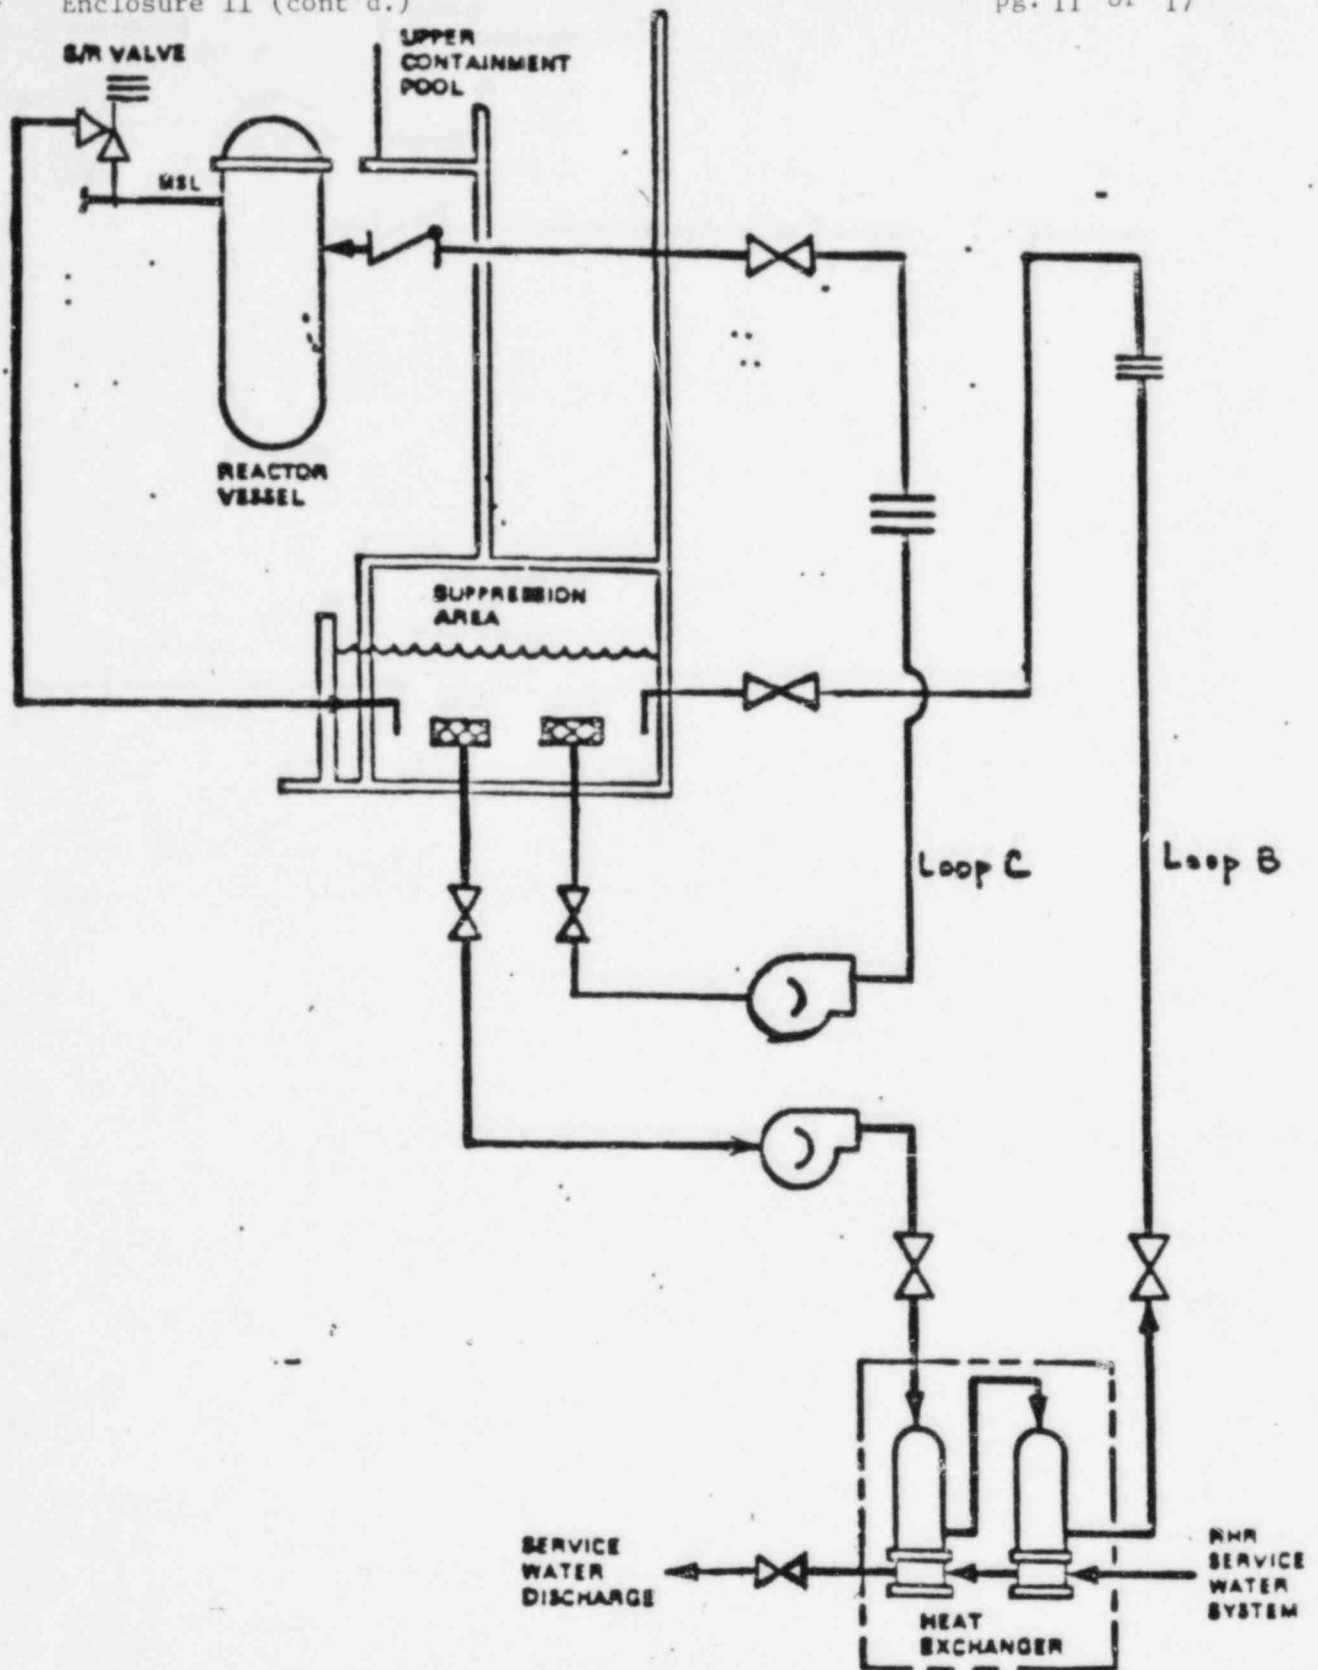 Enclosure II (cont'd.)
Pg. 11 of 17
S/R VALVE
UPPER
CONTAINMENT
POOL
MSL
REACTOR
VESSEL
SUPPRESSION
AREA
Loop C
Loop B
SERVICE
WATER
DISCHARGE
RHR
SERVICE
WATER
SYSTEM
HEAT
EXCHANGER